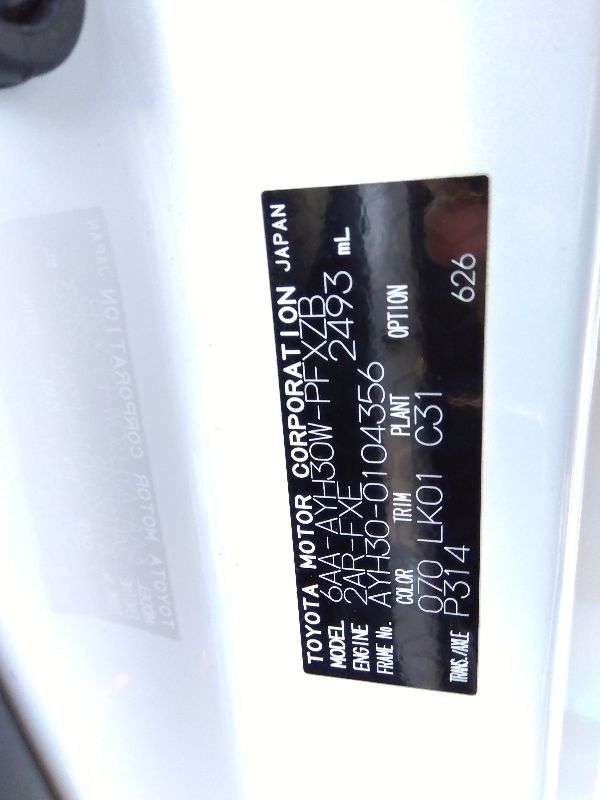 TOYOTA MOTOR CORPORATION JAPAN
MODEL 6AA-AYH30W-PFXZB
ENGINE 2AR-FXE 2493 mL
FRAME No. AYH30-0104356
COLOR TRIM PLANT OPTION
070 LK01 C31
TRANS./AXLE P314 626